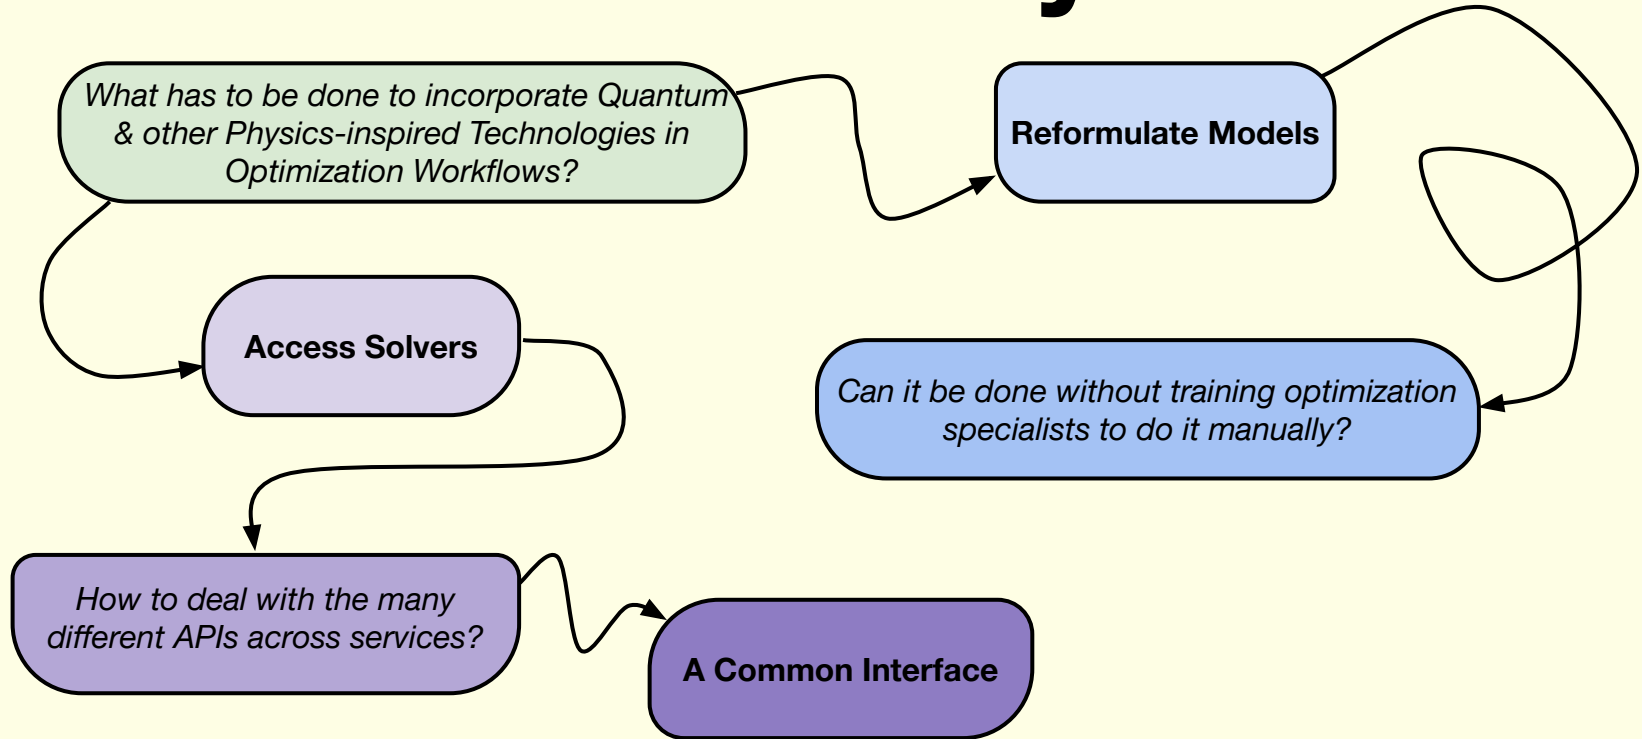 What has to be done to incorporate Quantum
& other Physics-inspired Technologies in
Optimization Workflows?
Reformulate Models
Access Solvers
Can it be done without training optimization
specialists to do it manually?
How to deal with the many
different APIs across services?
A Common Interface